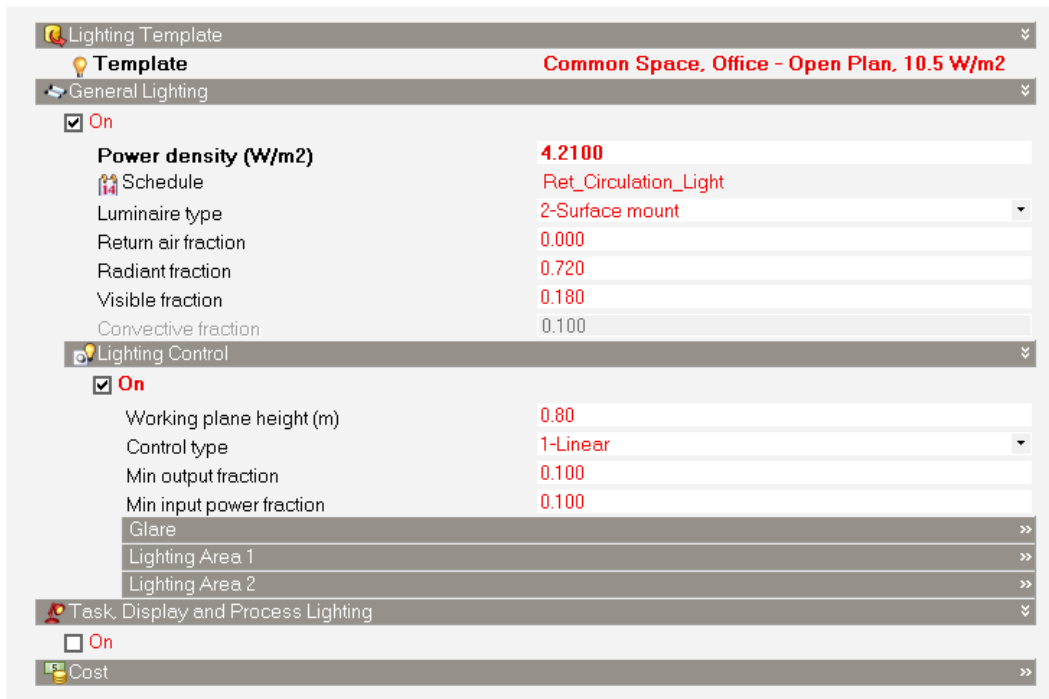 Lighting Template
Template Common Space, Office - Open Plan, 10.5 W/m2
General Lighting
On
Power density (W/m2) 4.2100
14 Schedule Ret_Circulation_Light
Luminaire type 2-Surface mount
Return air fraction 0.000
Radiant fraction 0.720
Visible fraction 0.180
Convective fraction 0.100
Lighting Control
On
Working plane height (m) 0.80
Control type 1-Linear
Min output fraction 0.100
Min input power fraction 0.100
Glare
Lighting Area 1
Lighting Area 2
Task, Display and Process Lighting
On
Cost